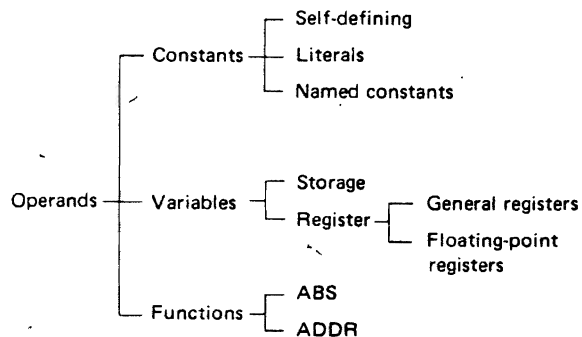 Self-defining
Constants
Literals
Named constants
Storage
Operands
Variables
General registers
Register
Floating-point
registers
ABS
Functions
ADDR